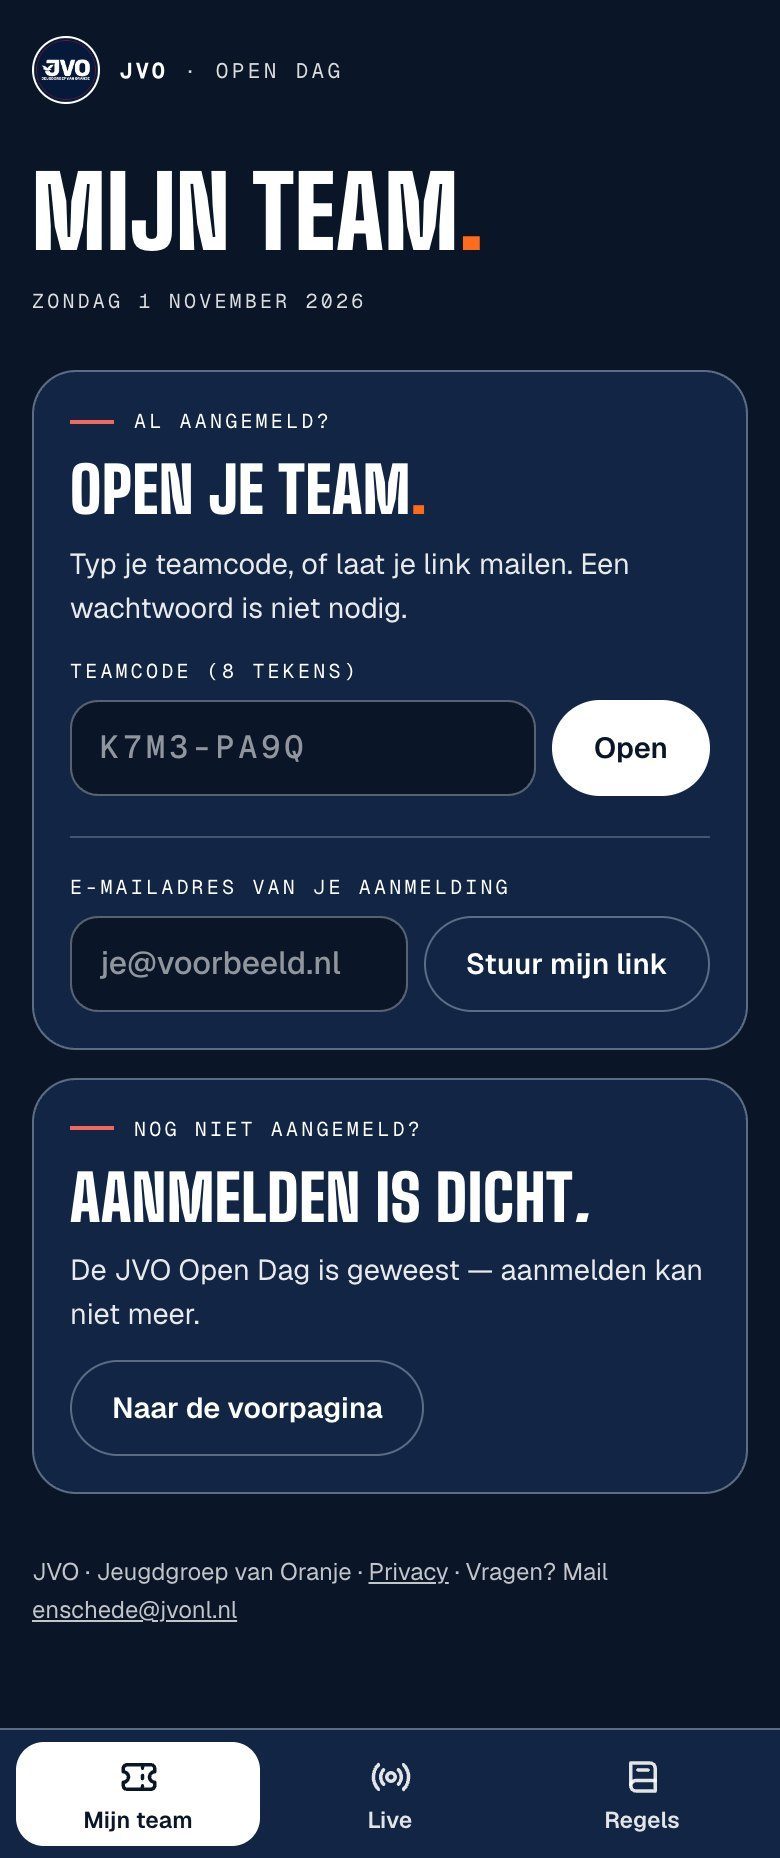 JVO
JVO · OPEN DAG
MIJN TEAM.
ZONDAG 1 NOVEMBER 2026
AL AANGEMELD?
OPEN JE TEAM.
Typ je teamcode, of laat je link mailen. Een
wachtwoord is niet nodig.
TEAMCODE (8 TEKENS)
K7M3-PA9Q
Open
E-MAILADRES VAN JE AANMELDING
je@voorbeeld.nl
Stuur mijn link
NOG NIET AANGEMELD?
AANMELDEN IS DICHT.
De JVO Open Dag is geweest — aanmelden kan
niet meer.
Naar de voorpagina
JVO · Jeugdgroep van Oranje · Privacy · Vragen? Mail
enschede@jvonl.nl
Mijn team
Live
Regels